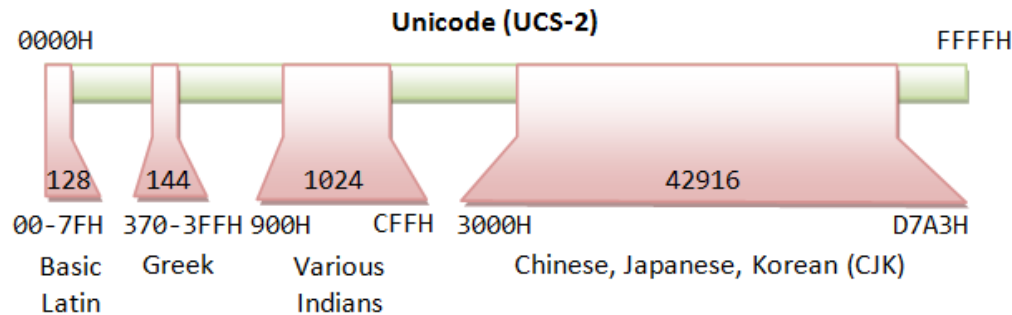 Unicode (UCS-2)
0000H FFFFH
128 144 1024 42916
00-7FH 370-3FFH 900H CFFH 3000H D7A3H
Basic Greek Various Chinese, Japanese, Korean (CJK)
Latin Indians